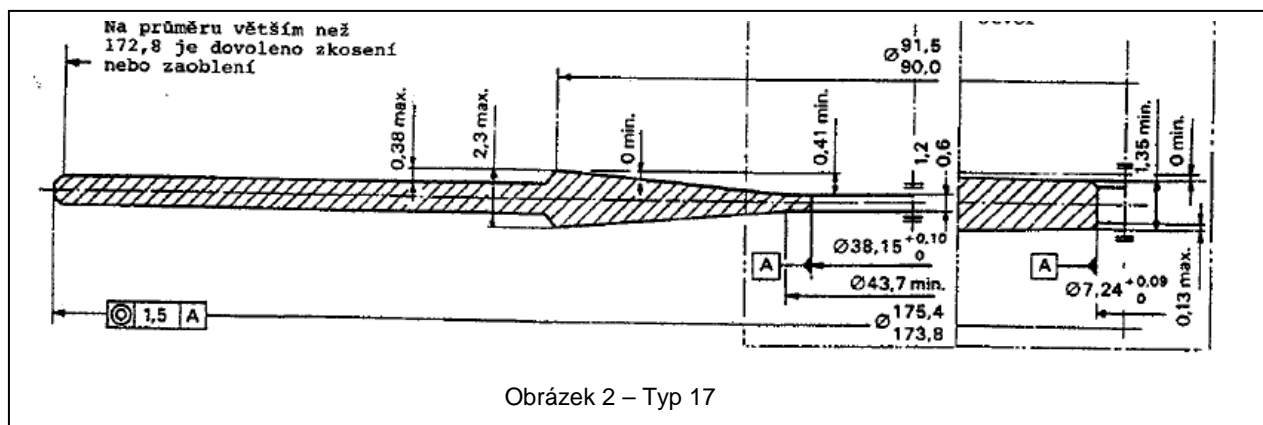 Na průměru větším než
172,8 je dovoleno zkosení
nebo zaoblení
Ø 91,5
90,0
0,38 max.
2,3 max.
0 min.
0,41 min.
1,2
0,6
1,35 min.
0 min.
A
Ø38,15 +0,10
0
A
Ø43,7 min.
Ø7,24 +0,09
0
0,13 max.
◎ 1,5 A
Ø 175,4
173,8
Obrázek 2 – Typ 17